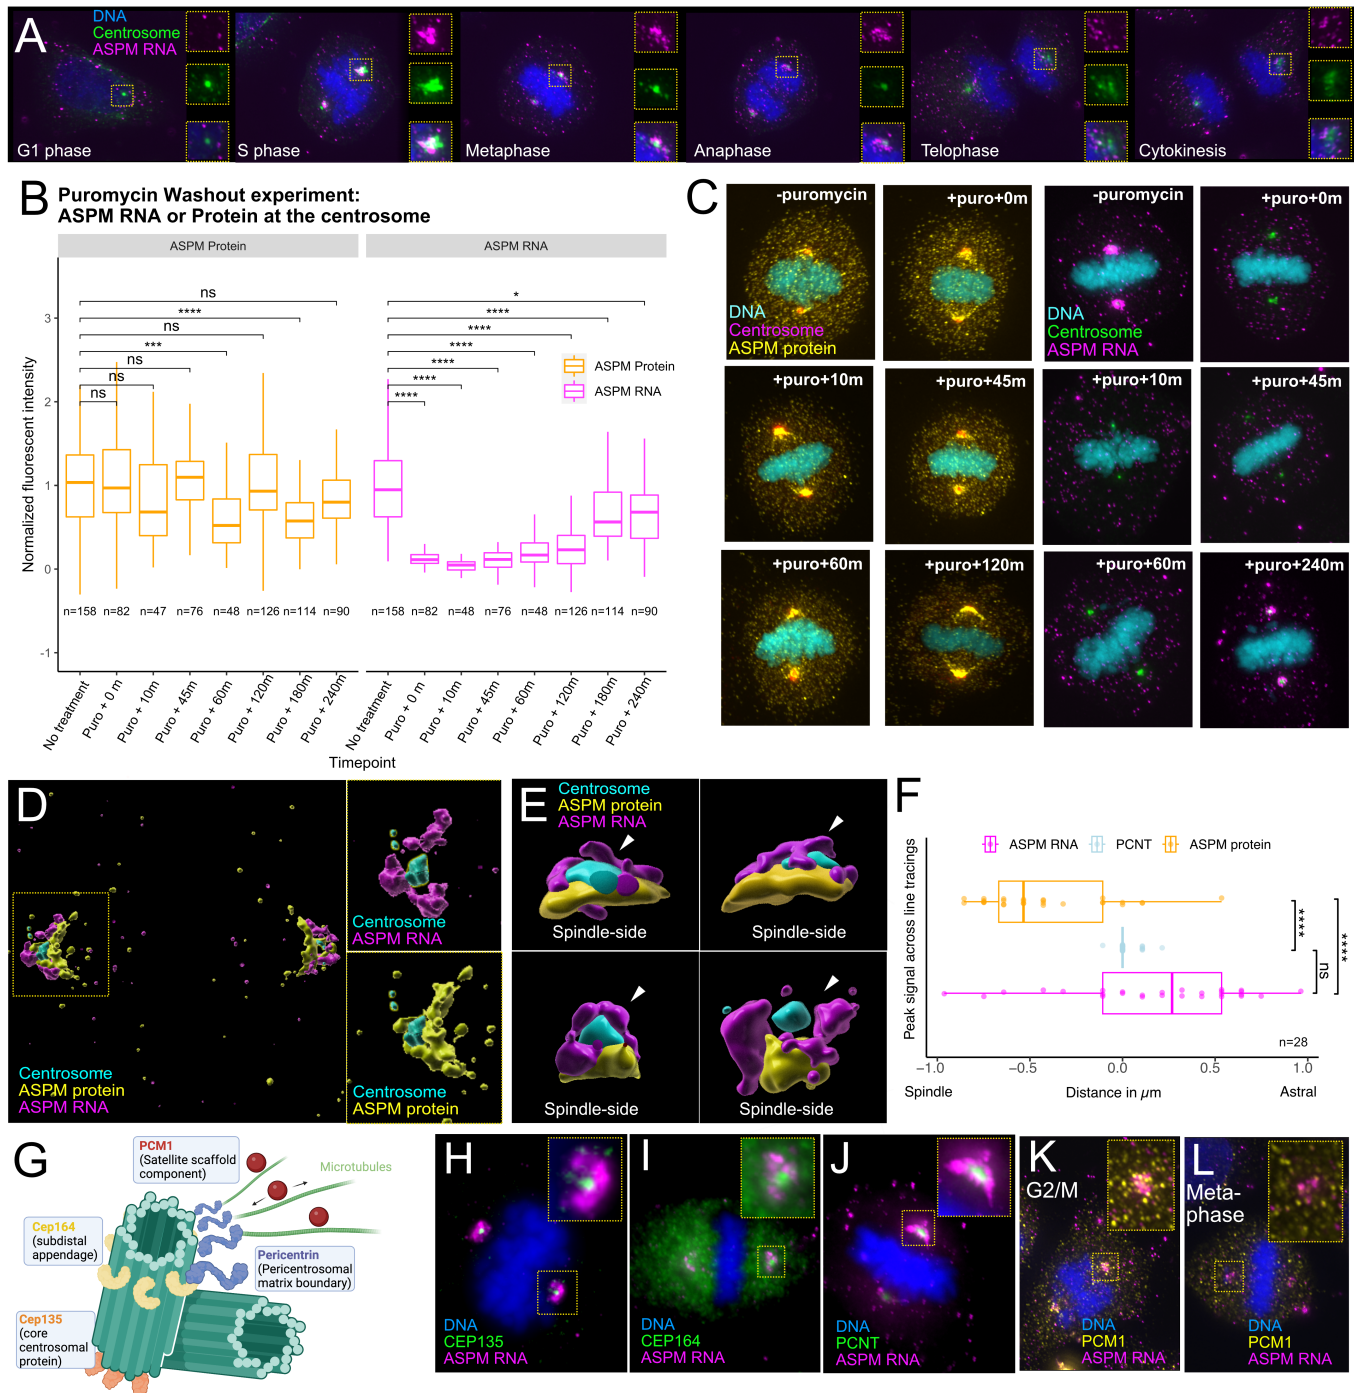 A
DNA
Centrosome
ASPM RNA
G1 phase
S phase
Metaphase
Anaphase
Telophase
Cytokinesis
B
Puromycin Washout experiment:
ASPM RNA or Protein at the centrosome
ASPM Protein
ASPM RNA
Normalized fluorescent intensity
3
2
1
0
-1
ns
****
ns
***
ns
ns
ns
*
****
****
****
****
****
****
ASPM Protein
ASPM RNA
n=158 n=82 n=47 n=76 n=48 n=126 n=114 n=90
n=158 n=82 n=48 n=76 n=48 n=126 n=114 n=90
No treatment
Puro + 0 m
Puro + 10m
Puro + 45m
Puro + 60m
Puro + 120m
Puro + 180m
Puro + 240m
No treatment
Puro + 0 m
Puro + 10m
Puro + 45m
Puro + 60m
Puro + 120m
Puro + 180m
Puro + 240m
Timepoint
C
-puromycin
+puro+0m
-puromycin
+puro+0m
DNA
Centrosome
ASPM protein
DNA
Centrosome
ASPM RNA
+puro+10m
+puro+45m
+puro+10m
+puro+45m
+puro+60m
+puro+120m
+puro+60m
+puro+240m
D
Centrosome
ASPM protein
ASPM RNA
Centrosome
ASPM RNA
Centrosome
ASPM protein
E
Centrosome
ASPM protein
ASPM RNA
Spindle-side
Spindle-side
Spindle-side
Spindle-side
F
ASPM RNA
PCNT
ASPM protein
Peak signal across line tracings
****
****
ns
n=28
−1.0
−0.5
0.0
0.5
1.0
Spindle
Distance in µm
Astral
G
PCM1
(Satellite scaffold
component)
Microtubules
Cep164
(subdistal
appendage)
Pericentrin
(Pericentrosomal
matrix boundary)
Cep135
(core
centrosomal
protein)
H
DNA
CEP135
ASPM RNA
I
DNA
CEP164
ASPM RNA
J
DNA
PCNT
ASPM RNA
K
G2/M
DNA
PCM1
ASPM RNA
L
Meta-
phase
DNA
PCM1
ASPM RNA